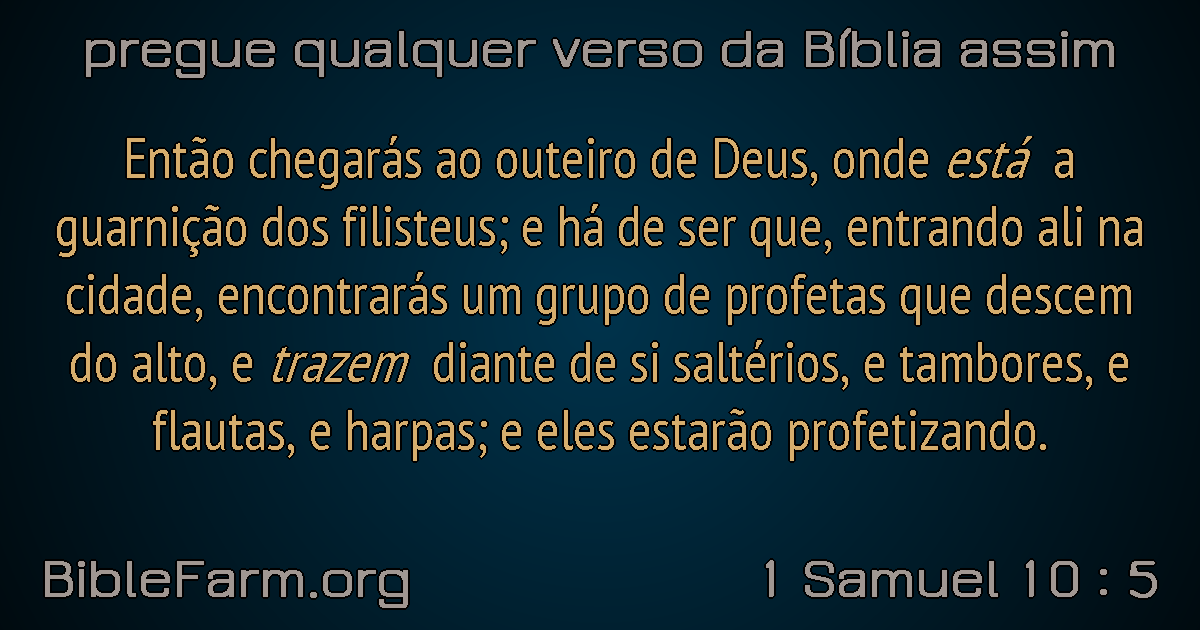 pregue qualquer verso da Bíblia assim
Então chegarás ao outeiro de Deus, onde está a
guarnição dos filisteus; e há de ser que, entrando ali na
cidade, encontrarás um grupo de profetas que descem
do alto, e trazem diante de si saltérios, e tambores, e
flautas, e harpas; e eles estarão profetizando.
BibleFarm.org
1 Samuel 10 : 5